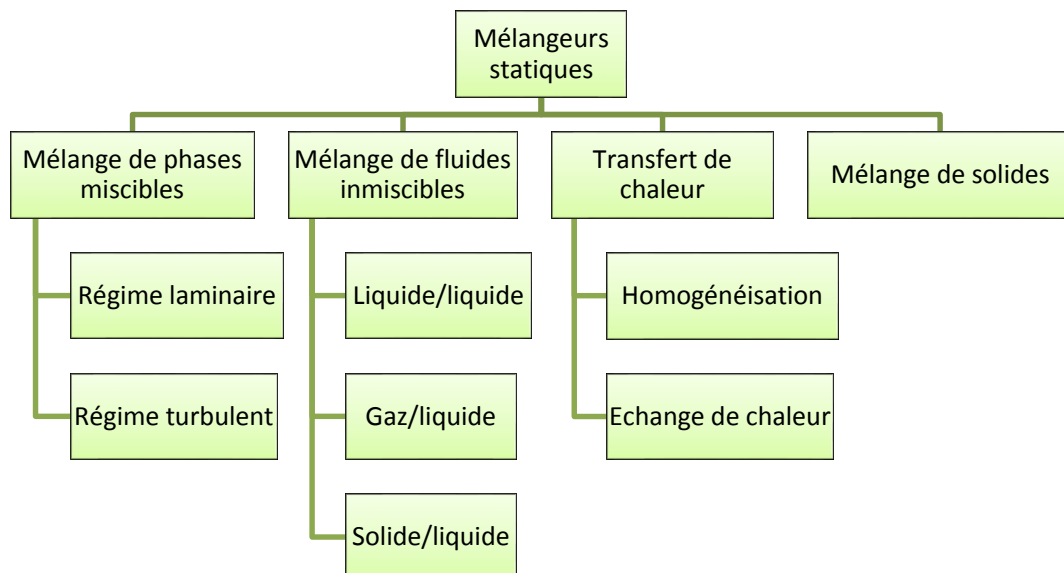 Mélangeurs
statiques
Mélange de phases
miscibles
Régime laminaire
Régime turbulent
Mélange de fluides
inmiscibles
Liquide/liquide
Gaz/liquide
Solide/liquide
Transfert de
chaleur
Homogénéisation
Echange de chaleur
Mélange de solides